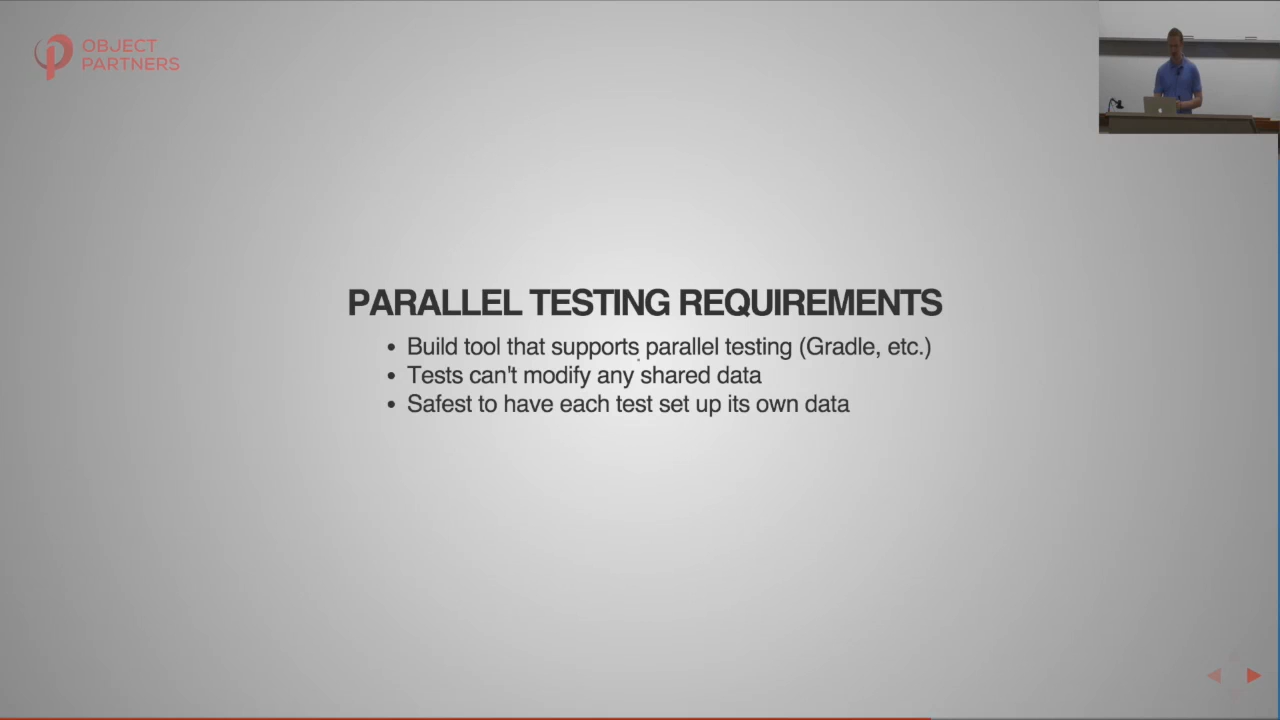 OBJECT
PARTNERS
PARALLEL TESTING REQUIREMENTS
• Build tool that supports parallel testing (Gradle, etc.)
• Tests can't modify any shared data
• Safest to have each test set up its own data